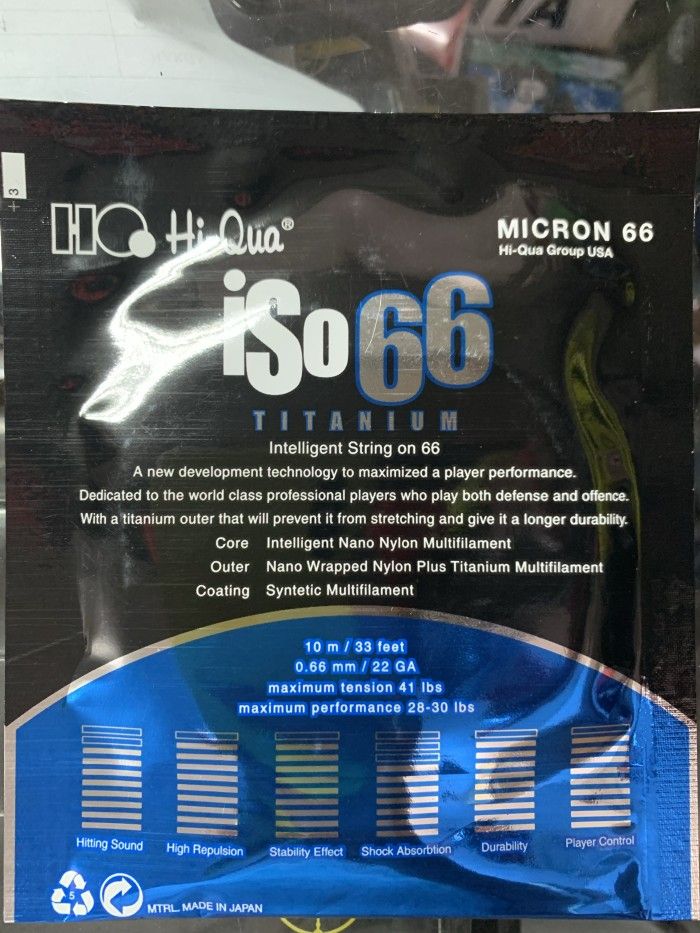 + 3
HQ Hi-Qua®
MICRON 66
Hi-Qua Group USA
iSo 66
TITANIUM
Intelligent String on 66
A new development technology to maximized a player performance.
Dedicated to the world class professional players who play both defense and offence.
With a titanium outer that will prevent it from stretching and give it a longer durability.
Core Intelligent Nano Nylon Multifilament
Outer Nano Wrapped Nylon Plus Titanium Multifilament
Coating Syntetic Multifilament
10 m / 33 feet
0.66 mm / 22 GA
maximum tension 41 lbs
maximum performance 28-30 lbs
Hitting Sound High Repulsion Stability Effect Shock Absorbtion Durability Player Control
5
MTRL. MADE IN JAPAN